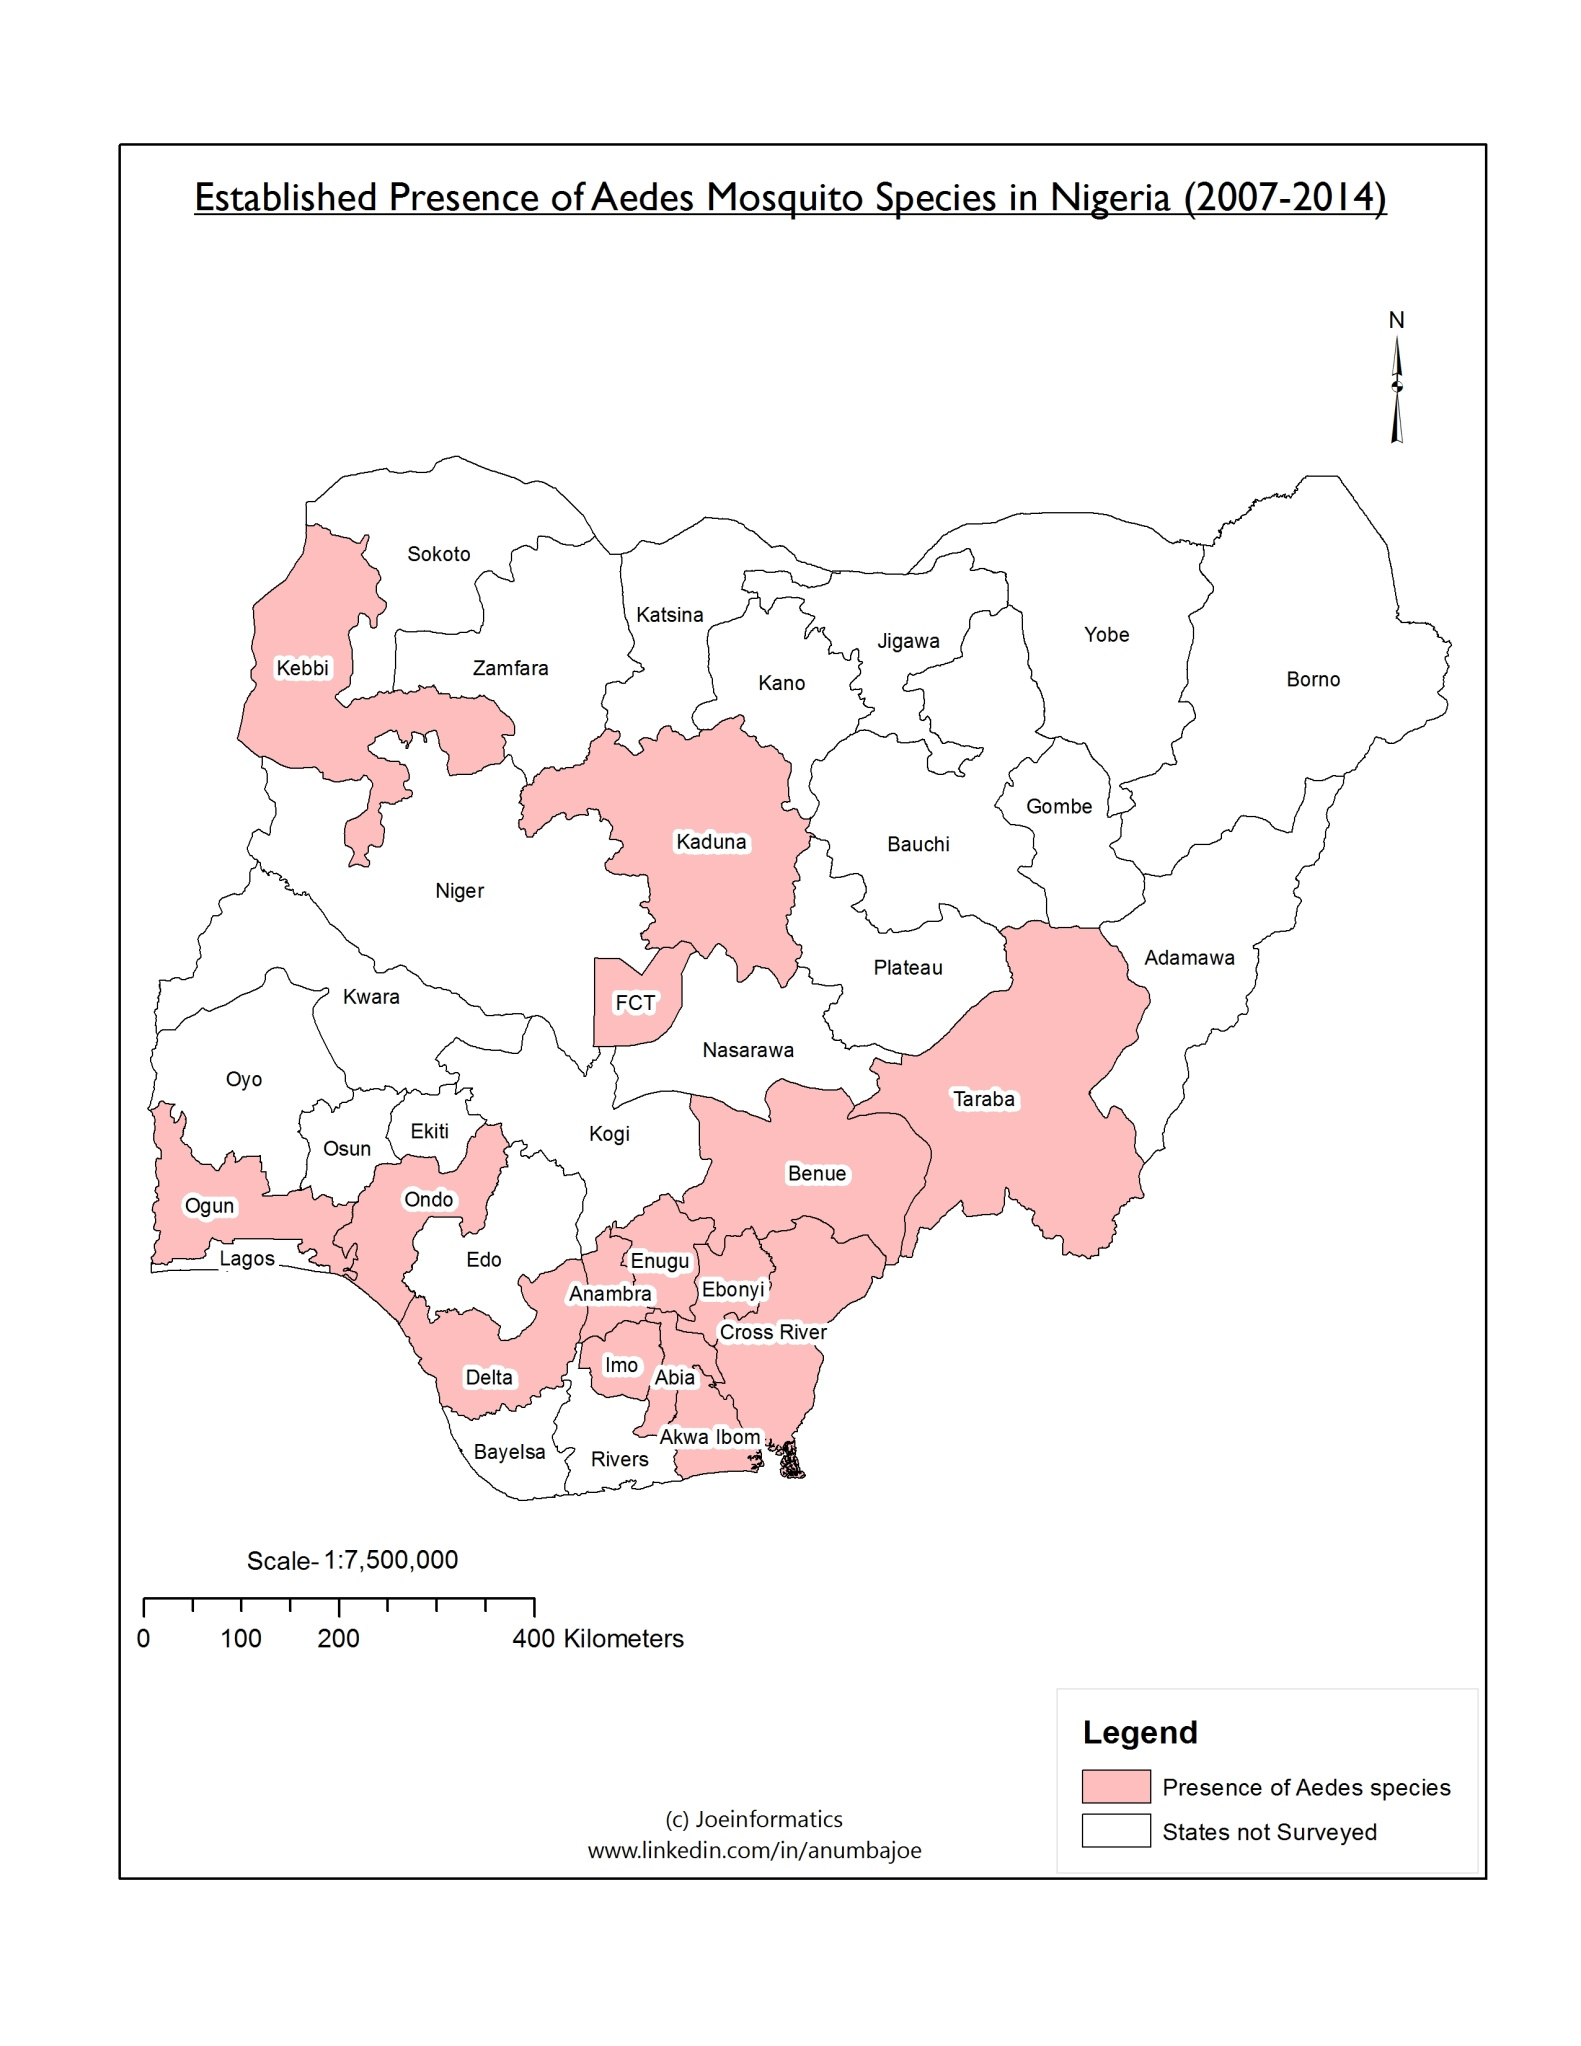 Established Presence of Aedes Mosquito Species in Nigeria (2007-2014)
N
Sokoto
Katsina
Yobe
Jigawa
Kebbi
Zamfara
Kano
Borno
Gombe
Kaduna
Bauchi
Niger
Adamawa
Plateau
Kwara
FCT
Nasarawa
Oyo
Taraba
Ekiti
Kogi
Osun
Benue
Ogun
Ondo
Lagos
Edo
Enugu
Anambra
Ebonyi
Cross River
Imo
Delta
Abia
Akwa Ibom
Bayelsa
Rivers
Scale- 1:7,500,000
0 100 200 400 Kilometers
Legend
Presence of Aedes species
States not Surveyed
(c) Joeinformatics
www.linkedin.com/in/anumbajoe